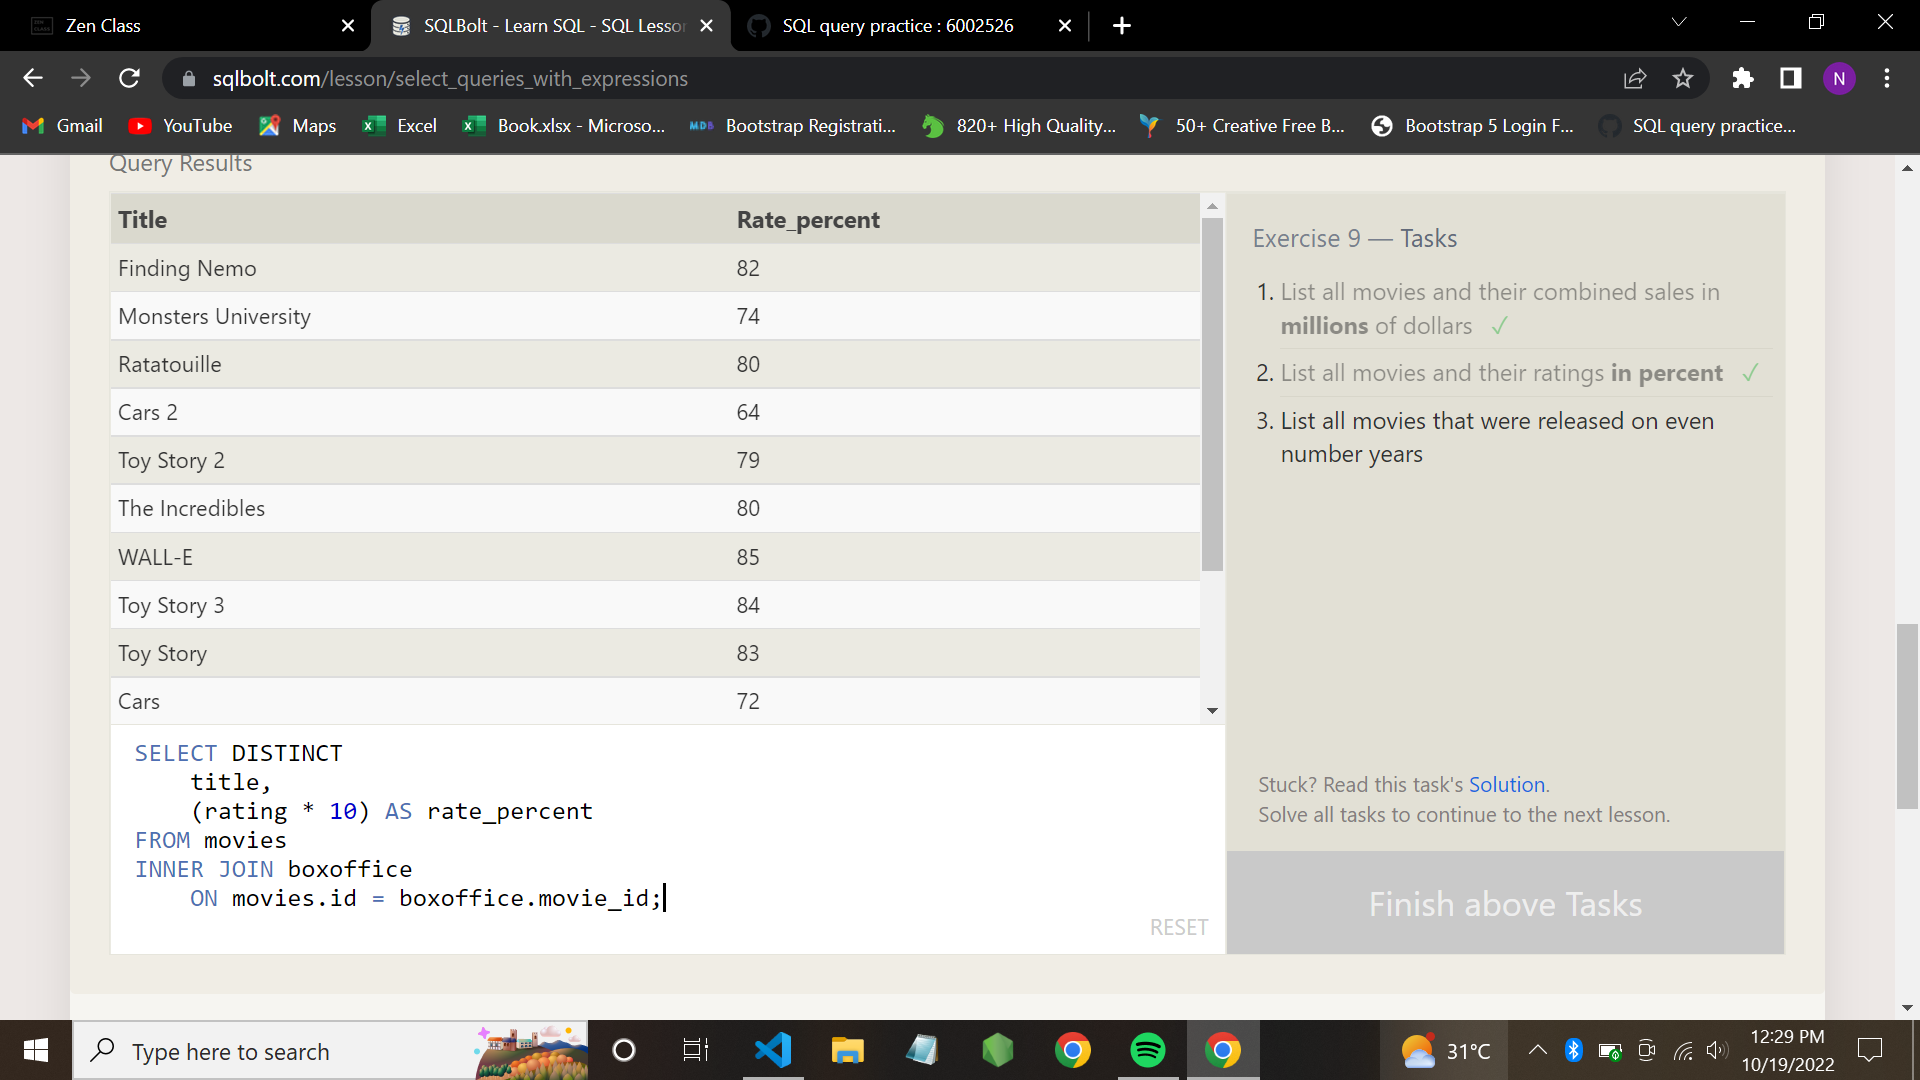 Zen Class
SQLBolt - Learn SQL - SQL Lesso
SQL query practice : 6002526
sqlbolt.com/lesson/select_queries_with_expressions
N
Gmail
YouTube
Maps
Excel
Book.xlsx - Microso...
MDB
Bootstrap Registrati...
820+ High Quality...
50+ Creative Free B...
Bootstrap 5 Login F...
SQL query practice...
Query Results
Title Rate_percent
Finding Nemo 82
Monsters University 74
Ratatouille 80
Cars 2 64
Toy Story 2 79
The Incredibles 80
WALL-E 85
Toy Story 3 84
Toy Story 83
Cars 72
SELECT DISTINCT
title,
(rating * 10) AS rate_percent
FROM movies
INNER JOIN boxoffice
ON movies.id = boxoffice.movie_id;
RESET
Exercise 9 — Tasks
1. List all movies and their combined sales in
millions of dollars ✓
2. List all movies and their ratings in percent ✓
3. List all movies that were released on even
number years
Stuck? Read this task's Solution.
Solve all tasks to continue to the next lesson.
Finish above Tasks
Type here to search
31°C
12:29 PM
10/19/2022